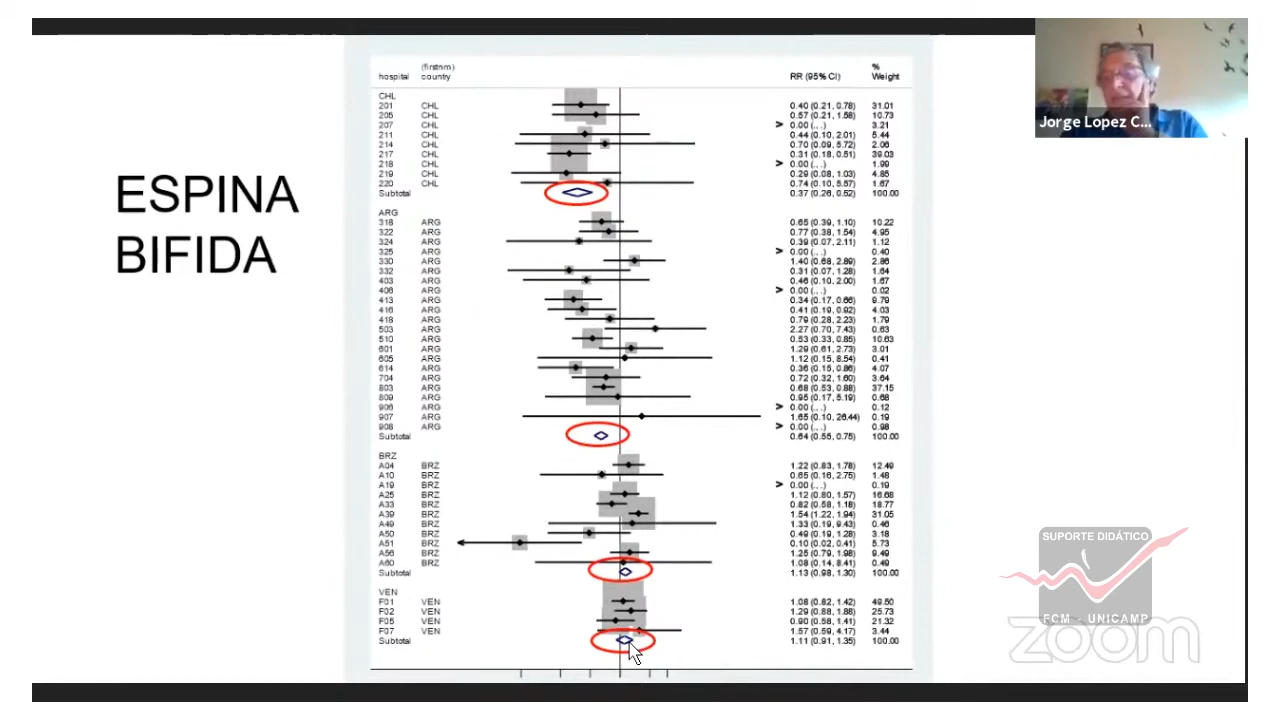 ESPINA
BIFIDA
(firstnm) %
hospital country RR (95% CI) Weight
CHL
201 CHL 0.40 (0.21, 0.78) 31.01
205 CHL 0.57 (0.21, 1.58) 10.73
207 CHL > 0.00 (., .) 3.21
211 CHL 0.44 (0.10, 2.01) 5.44
214 CHL 0.70 (0.09, 5.72) 2.06
217 CHL 0.31 (0.18, 0.51) 39.03
218 CHL > 0.00 (., .) 1.99
219 CHL 0.29 (0.08, 1.03) 4.85
220 CHL 0.74 (0.10, 5.57) 1.67
Subtotal 0.37 (0.26, 0.52) 100.00
ARG
318 ARG 0.65 (0.39, 1.10) 10.22
322 ARG 0.77 (0.38, 1.54) 4.95
324 ARG 0.39 (0.07, 2.11) 1.12
325 ARG > 0.00 (., .) 0.40
330 ARG 1.40 (0.68, 2.89) 2.86
332 ARG 0.31 (0.07, 1.28) 1.64
403 ARG 0.46 (0.10, 2.00) 1.67
406 ARG > 0.00 (., .) 0.02
413 ARG 0.34 (0.17, 0.66) 9.79
416 ARG 0.41 (0.19, 0.92) 4.03
418 ARG 0.79 (0.28, 2.23) 1.79
503 ARG 2.27 (0.70, 7.43) 0.63
510 ARG 0.53 (0.33, 0.85) 10.63
601 ARG 1.29 (0.61, 2.73) 3.01
605 ARG 1.12 (0.15, 8.54) 0.41
614 ARG 0.36 (0.15, 0.86) 4.07
704 ARG 0.72 (0.32, 1.60) 3.64
803 ARG 0.68 (0.53, 0.88) 37.15
809 ARG 0.95 (0.17, 5.19) 0.68
906 ARG > 0.00 (., .) 0.12
907 ARG 1.65 (0.10, 26.44) 0.19
908 ARG > 0.00 (., .) 0.98
Subtotal 0.64 (0.55, 0.75) 100.00
BRZ
A04 BRZ 1.22 (0.83, 1.78) 12.49
A10 BRZ 0.65 (0.16, 2.75) 1.48
A19 BRZ > 0.00 (., .) 0.19
A25 BRZ 1.12 (0.80, 1.57) 16.68
A33 BRZ 0.82 (0.58, 1.18) 18.77
A39 BRZ 1.54 (1.22, 1.94) 31.05
A49 BRZ 1.33 (0.19, 9.43) 0.46
A50 BRZ 0.49 (0.19, 1.28) 3.18
A51 BRZ 0.10 (0.02, 0.41) 5.73
A56 BRZ 1.25 (0.79, 1.98) 9.49
A60 BRZ 1.08 (0.14, 8.41) 0.49
Subtotal 1.13 (0.98, 1.30) 100.00
VEN
F01 VEN 1.08 (0.82, 1.42) 49.50
F02 VEN 1.29 (0.88, 1.88) 25.73
F05 VEN 0.90 (0.58, 1.41) 21.32
F07 VEN 1.57 (0.59, 4.17) 3.44
Subtotal 1.11 (0.91, 1.35) 100.00
Jorge Lopez C...
SUPORTE DIDÁTICO
FCM - UNICAMP
zoom